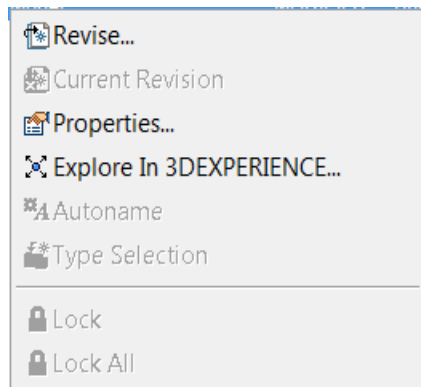 Revise...
Current Revision
Properties...
Explore In 3DEXPERIENCE...
Autoname
Type Selection
Lock
Lock All